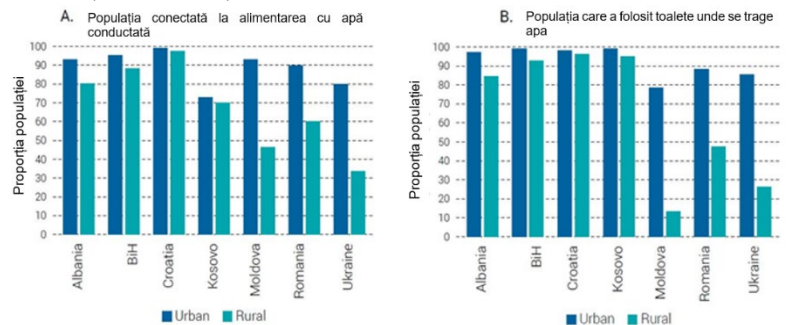 A. Populația conectată la alimentarea cu apă
conductată
Proporția populației
100
90
80
70
60
50
40
30
20
10
0
Albania
BiH
Croatia
Kosovo
Moldova
Romania
Ukraine
Urban Rural
B. Populația care a folosit toalete unde se trage
apa
Proporția populației
100
90
80
70
60
50
40
30
20
10
0
Albania
BiH
Croatia
Kosovo
Moldova
Romania
Ukraine
Urban Rural